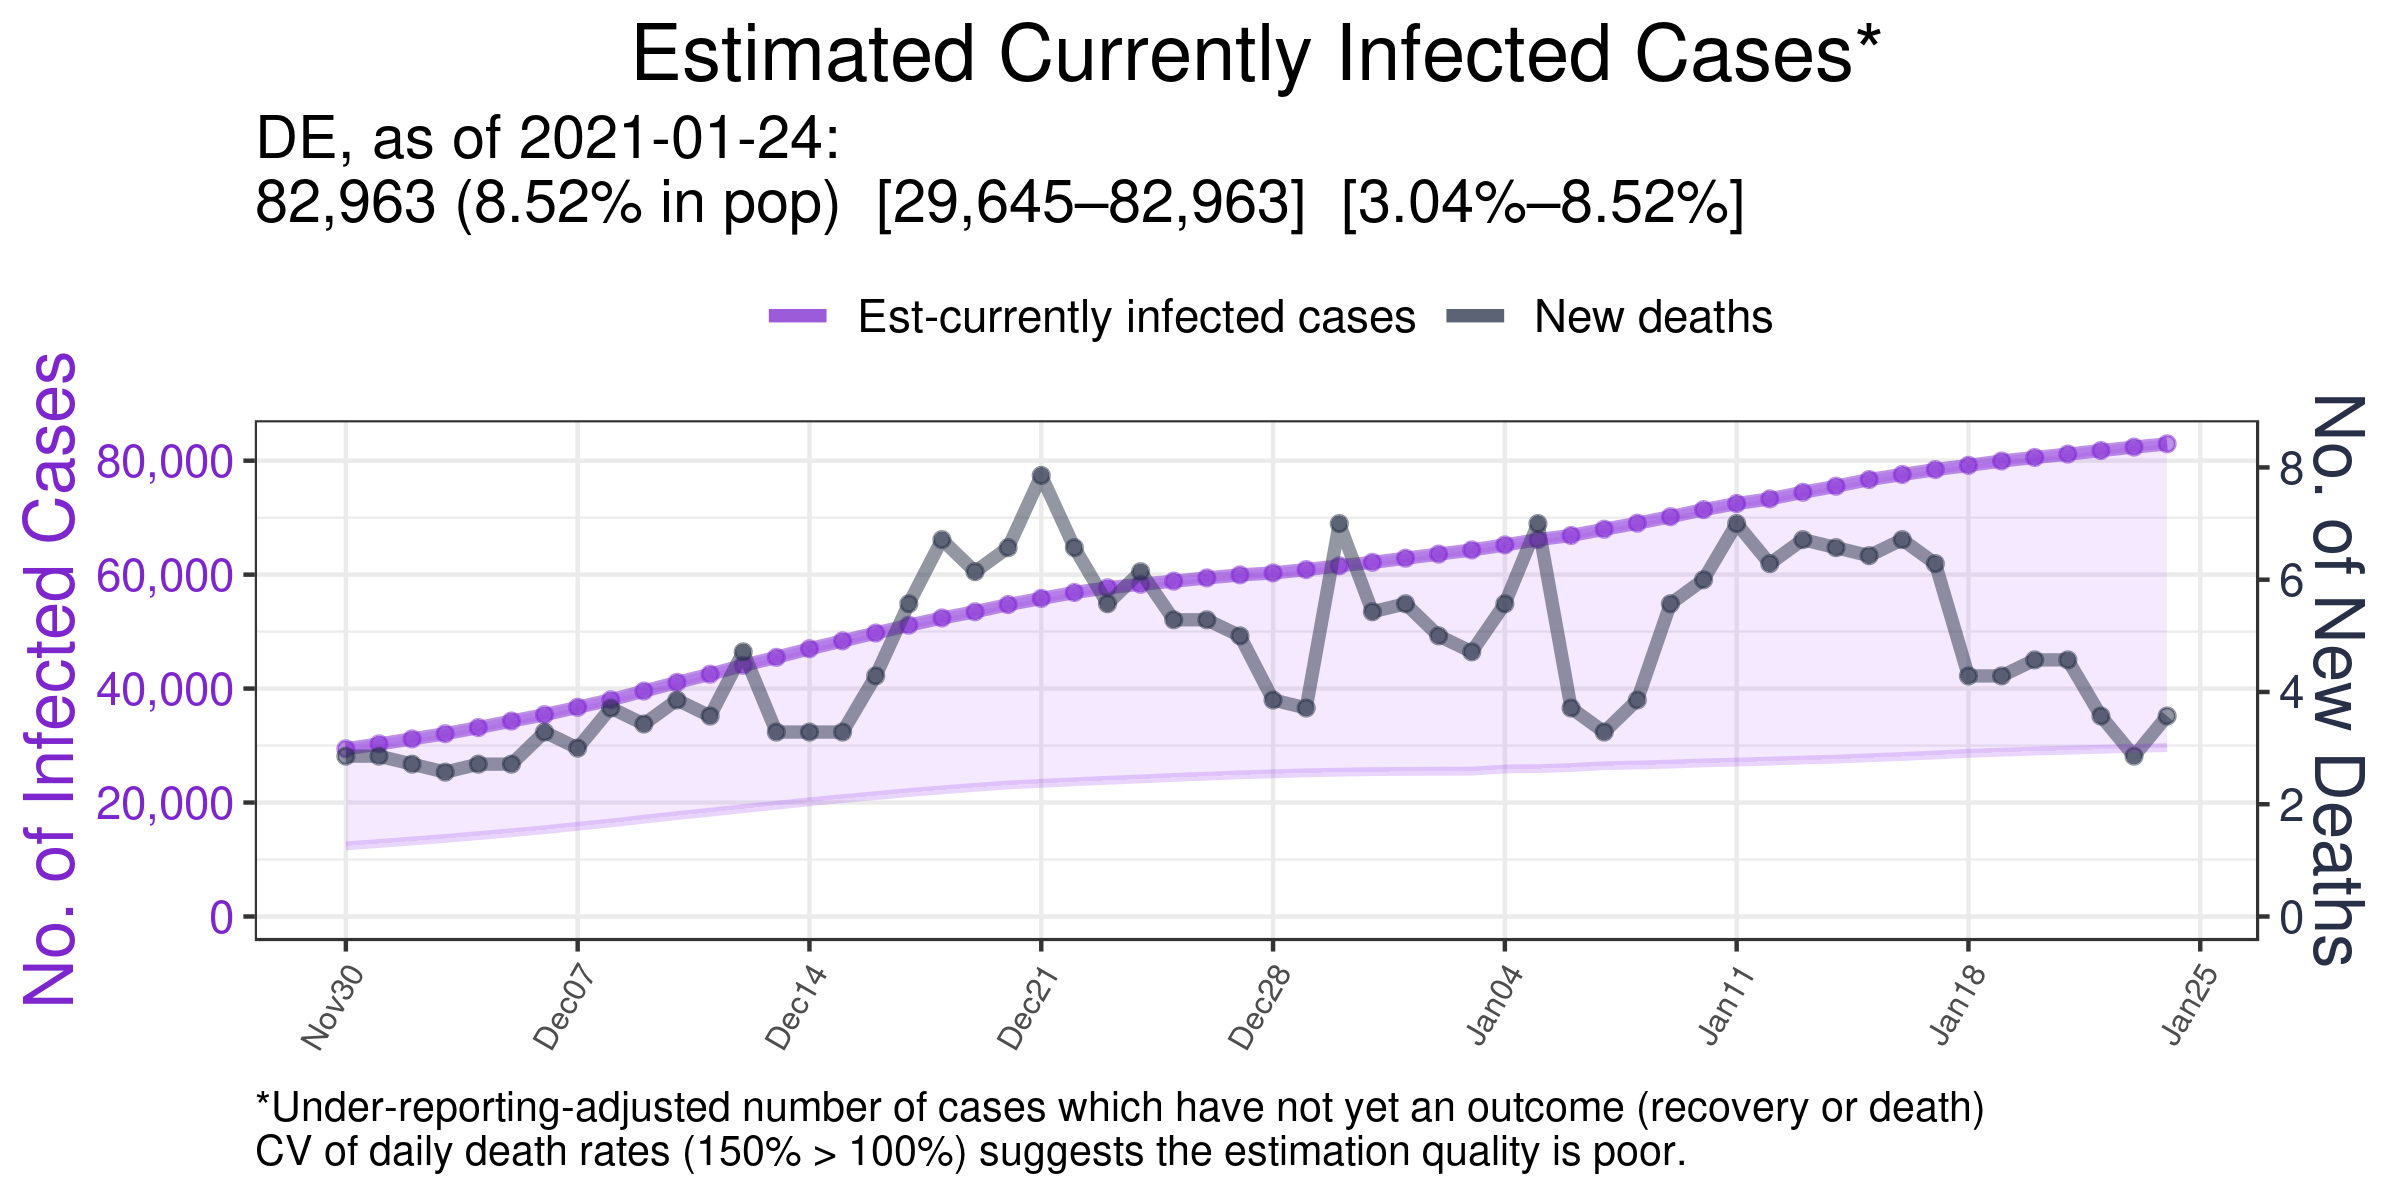 Estimated Currently Infected Cases*
DE, as of 2021-01-24:
82,963 (8.52% in pop) [29,645–82,963] [3.04%–8.52%]
Est-currently infected cases
New deaths
No. of Infected Cases
80,000
60,000
40,000
20,000
0
8
6
4
2
0
No. of New Deaths
Nov30
Dec07
Dec14
Dec21
Dec28
Jan04
Jan11
Jan18
Jan25
*Under-reporting-adjusted number of cases which have not yet an outcome (recovery or death)
CV of daily death rates (150% > 100%) suggests the estimation quality is poor.